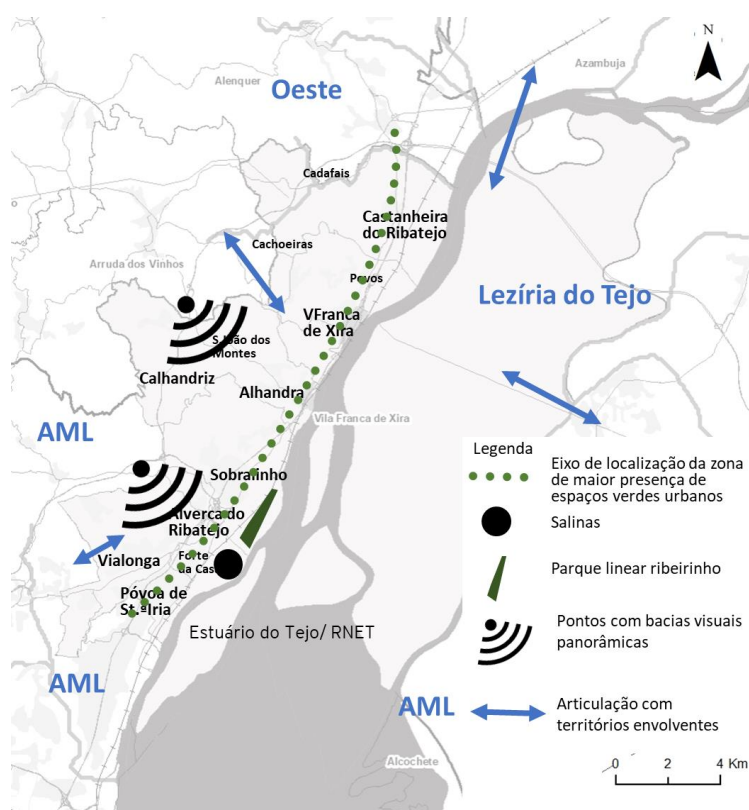 N
Azambuja
Alenquer
Oeste
Cadafais
Castanheira
do Ribatejo
Cachoeiras
Arruda dos Vinhos
Povos
Lezíria do Tejo
VFranca
de Xira
S João dos
Montes
Calhandriz
Alhandra
AML
Vila Franca de Xira
Sobralinho
Alverca do
Ribatejo
Vialonga
Forte
da Casa
Póvoa de
St.ªIria
Estuário do Tejo/ RNET
AML
AML
Alcochete
Legenda
Eixo de localização da zona
de maior presença de
espaços verdes urbanos
Salinas
Parque linear ribeirinho
Pontos com bacias visuais
panorâmicas
Articulação com
territórios envolventes
0 2 4 Km